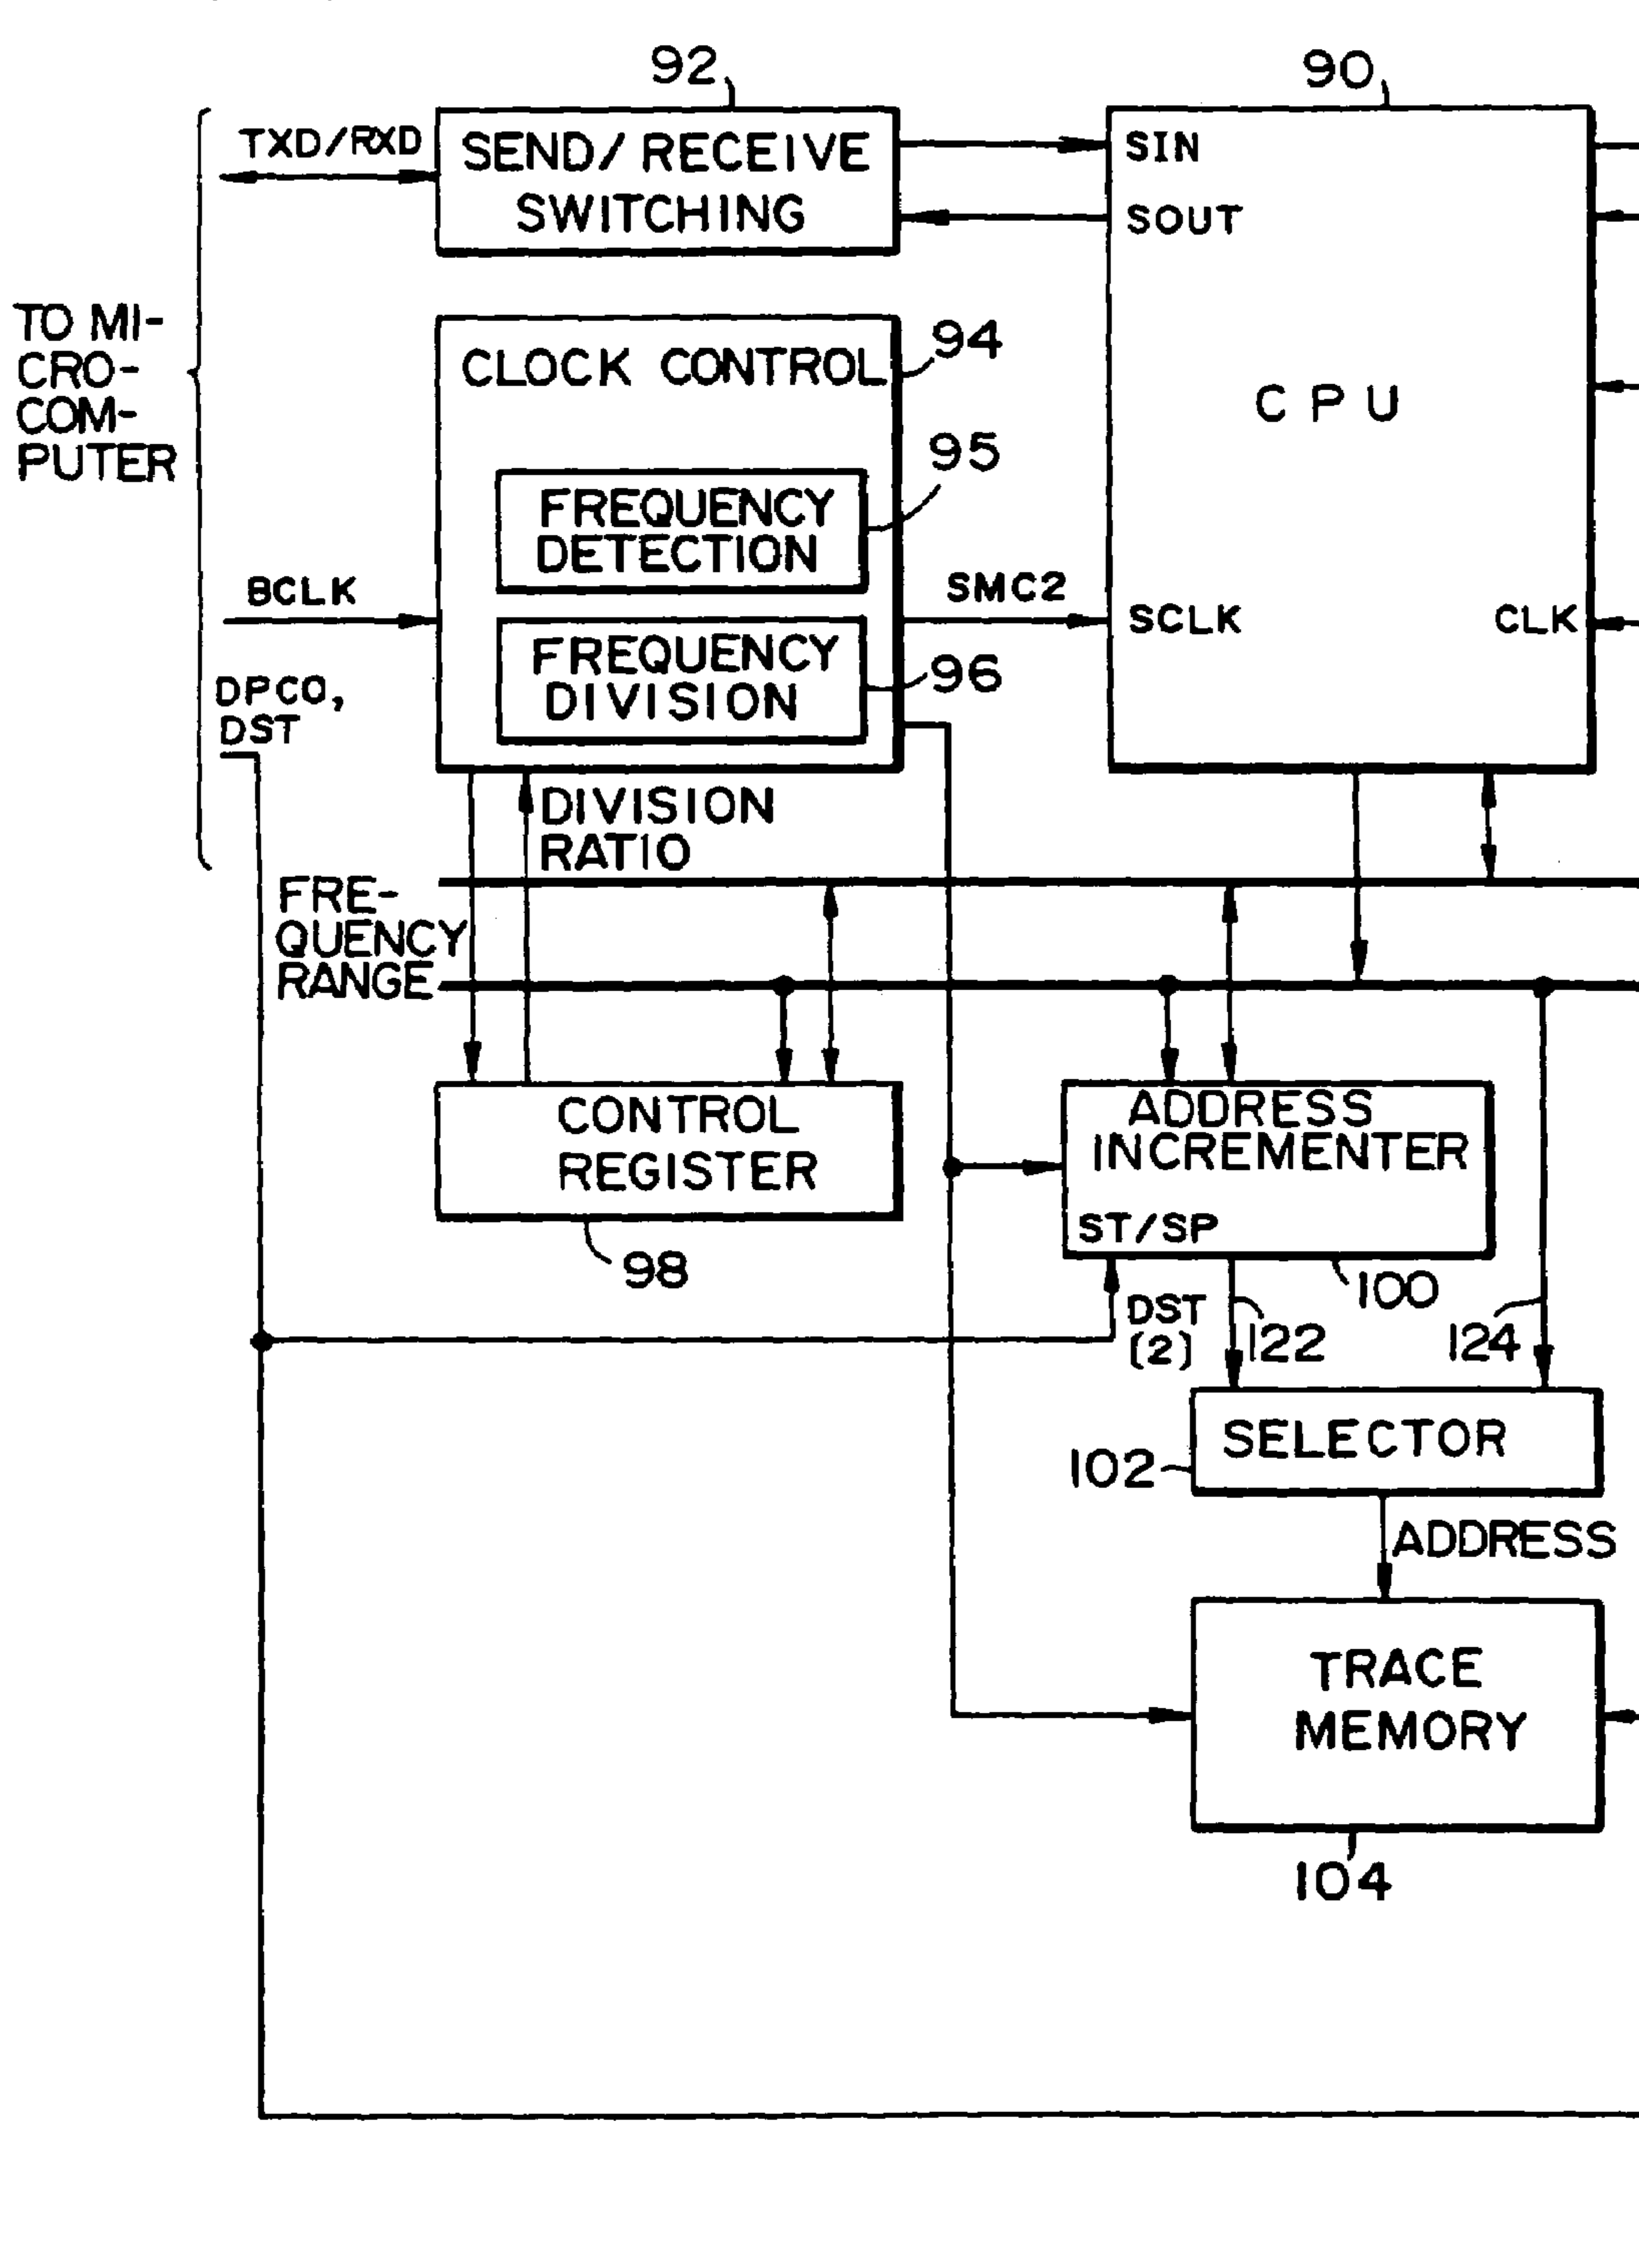 92
90
TXD/RXD
SEND/RECEIVE
SWITCHING
SIN
SOUT
TO MI-
CRO-
COM-
PUTER
CLOCK CONTROL
94
CPU
95
FREQUENCY
DETECTION
BCLK
SMC2
SCLK
CLK
FREQUENCY
DIVISION
96
DPCO,
DST
DIVISION
RATIO
FRE-
QUENCY
RANGE
CONTROL
REGISTER
98
ADDRESS
INCREMENTER
ST/SP
100
DST
(2)
122
124
SELECTOR
102
ADDRESS
TRACE
MEMORY
104